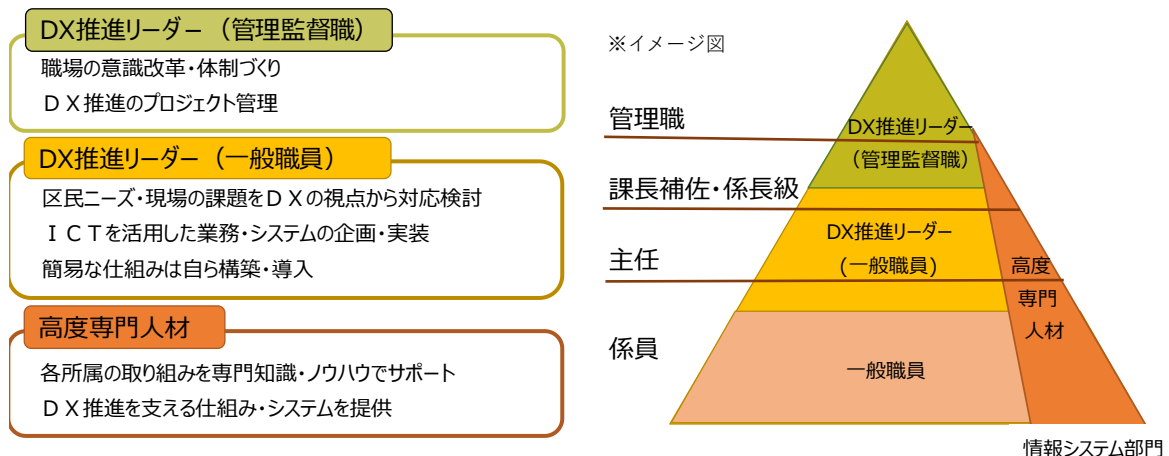 DX推進リーダー（管理監督職）
職場の意識改革・体制づくり
ＤＸ推進のプロジェクト管理
DX推進リーダー（一般職員）
区民ニーズ・現場の課題をＤＸの視点から対応検討
ＩＣＴを活用した業務・システムの企画・実装
簡易な仕組みは自ら構築・導入
高度専門人材
各所属の取り組みを専門知識・ノウハウでサポート
ＤＸ推進を支える仕組み・システムを提供
※イメージ図
管理職
課長補佐・係長級
主任
係員
DX推進リーダー
（管理監督職）
DX推進リーダー
(一般職員)
一般職員
高度
専門
人材
情報システム部門